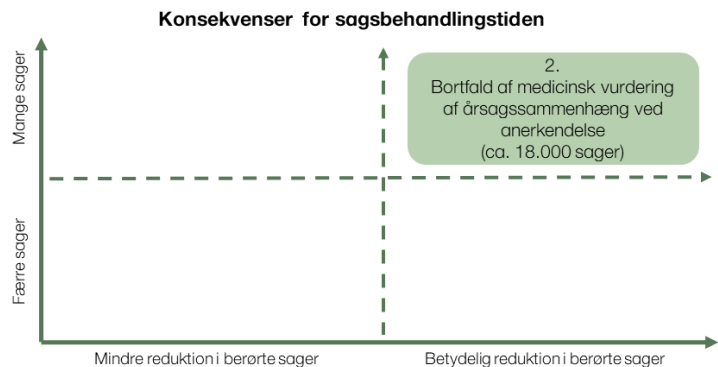 Konsekvenser for sagsbehandlingstiden
Mange sager
Færre sager
2.
Bortfald af medicinsk vurdering
af årsagssammenhæng ved
anerkendelse
(ca. 18.000 sager)
Mindre reduktion i berørte sager
Betydelig reduktion i berørte sager